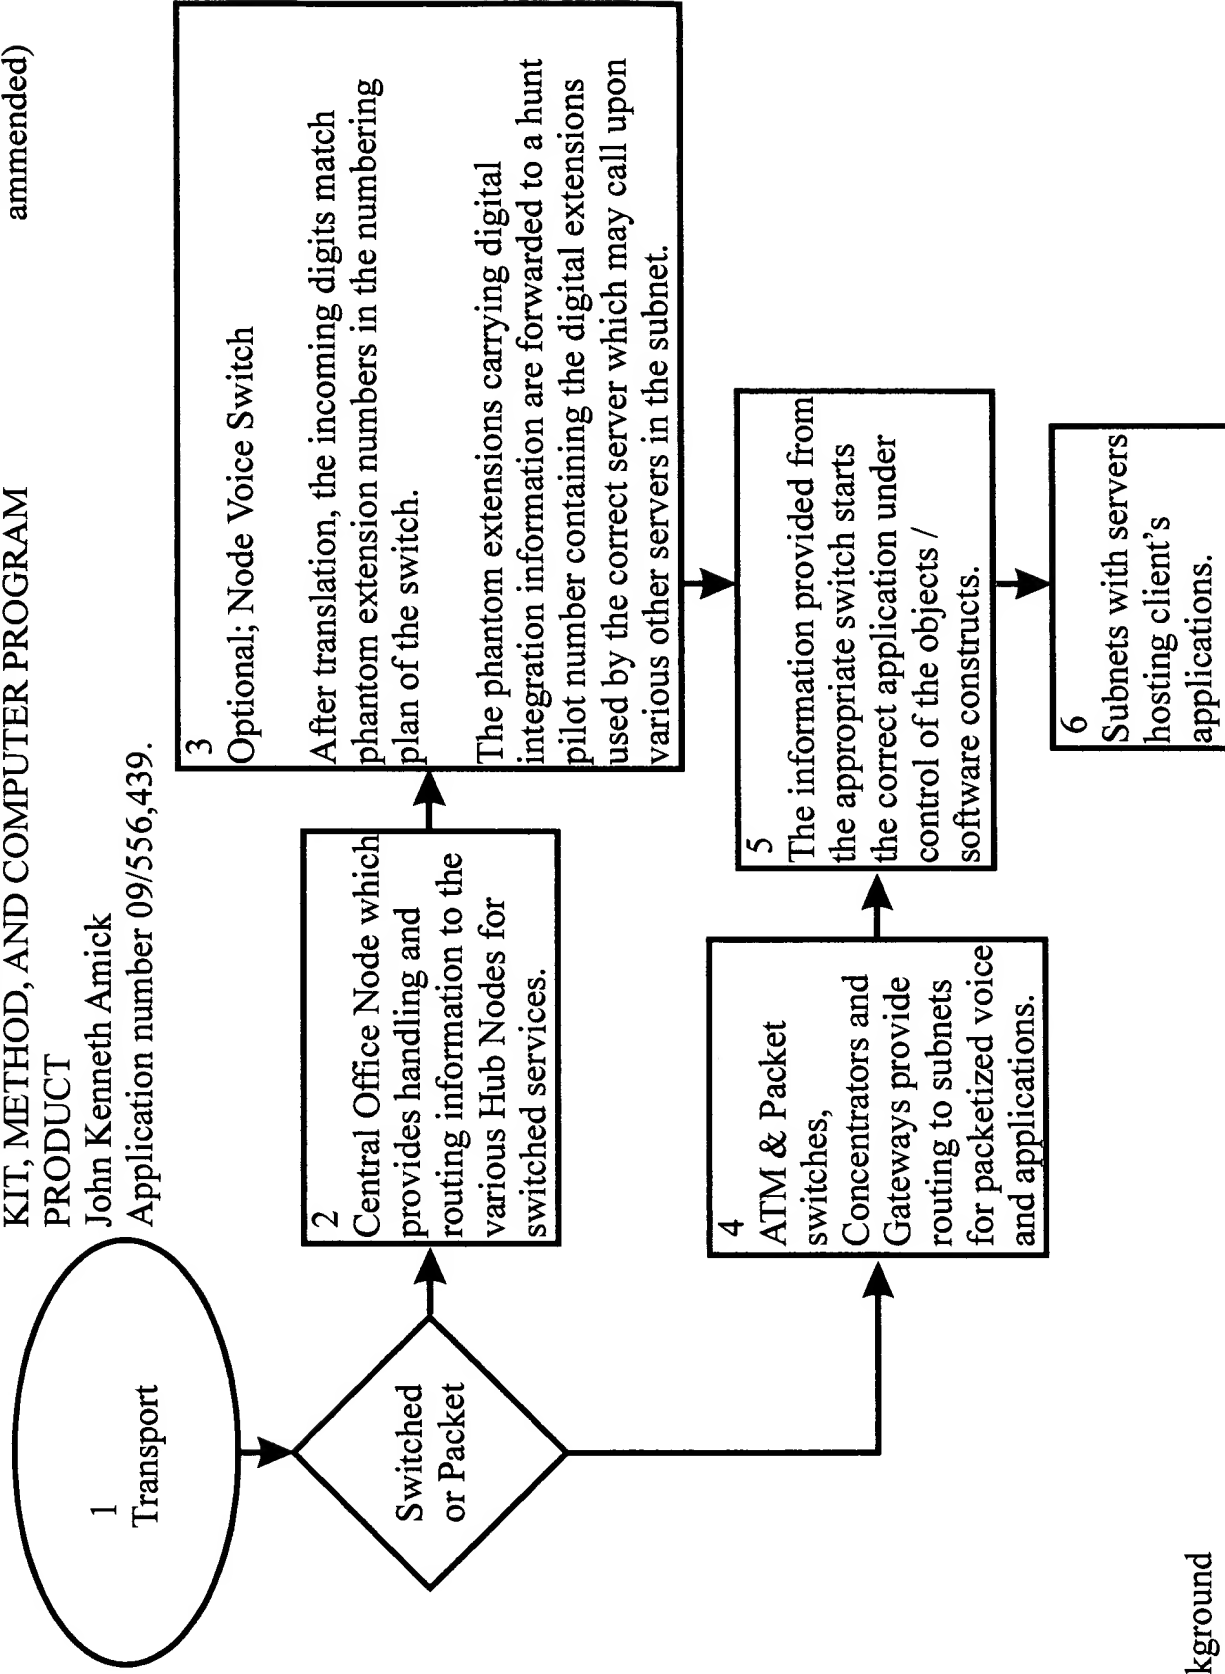 KIT, METHOD, AND COMPUTER PROGRAM
ammended)
PRODUCT
John Kenneth Amick
Application number 09/556,439.
1
Transport
Switched
or Packet
2
Central Office Node which
provides handling and
routing information to the
various Hub Nodes for
switched services.
3
Optional; Node Voice Switch
After translation, the incoming digits match
phantom extension numbers in the numbering
plan of the switch.
The phantom extensions carrying digital
integration information are forwarded to a hunt
pilot number containing the digital extensions
used by the correct server which may call upon
various other servers in the subnet.
4
ATM & Packet
switches,
Concentrators and
Gateways provide
routing to subnets
for packetized voice
and applications.
5
The information provided from
the appropriate switch starts
the correct application under
control of the objects /
software constructs.
6
Subnets with servers
hosting client's
applications.
kground